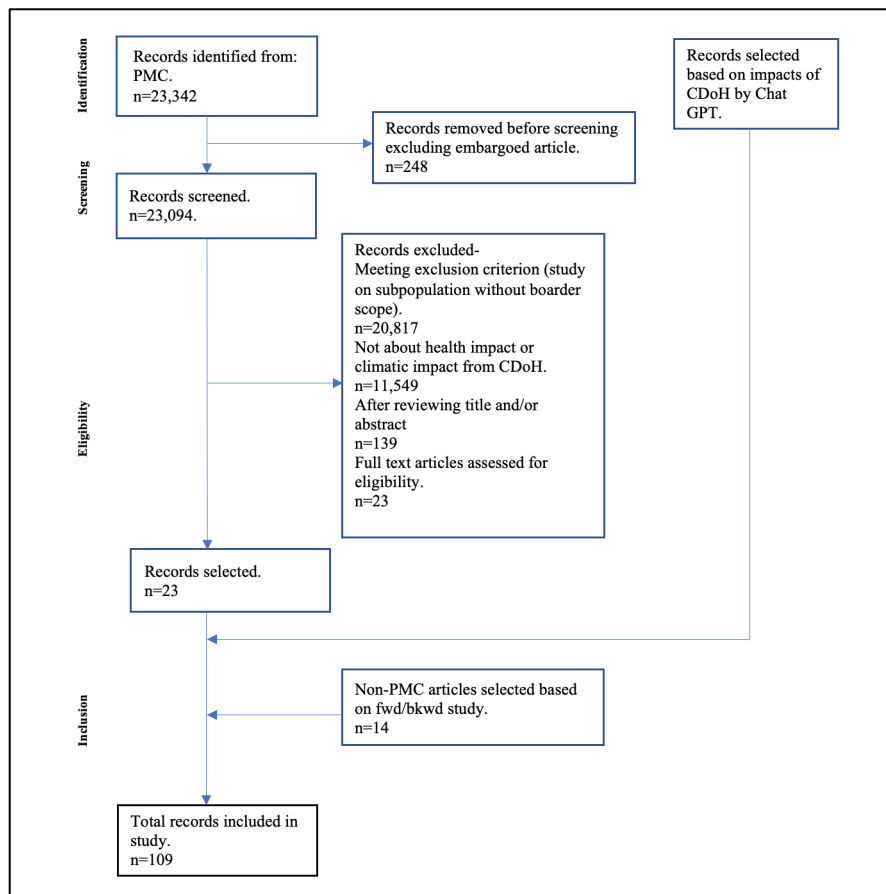 Identification
Records identified from:
PMC.
n=23,342
Records selected
based on impacts of
CDoH by Chat
GPT.
Records removed before screening
excluding embargoed article.
n=248
Screening
Records screened.
n=23,094.
Records excluded-
Meeting exclusion criterion (study
on subpopulation without boarder
scope).
n=20,817
Not about health impact or
climatic impact from CDoH.
n=11,549
After reviewing title and/or
abstract
n=139
Full text articles assessed for
eligibility.
n=23
Eligibility
Records selected.
n=23
Non-PMC articles selected based
on fwd/bkwd study.
n=14
Inclusion
Total records included in
study.
n=109